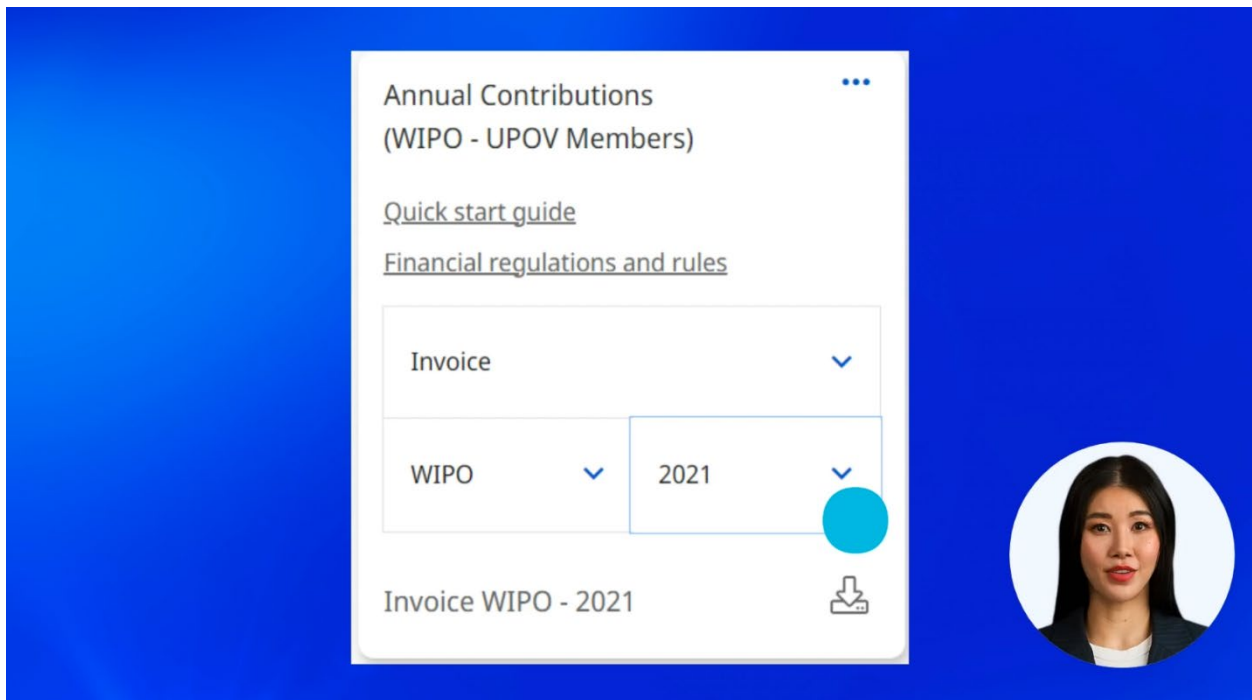 Annual Contributions
(WIPO - UPOV Members)
Quick start guide
Financial regulations and rules
Invoice
WIPO
2021
Invoice WIPO - 2021